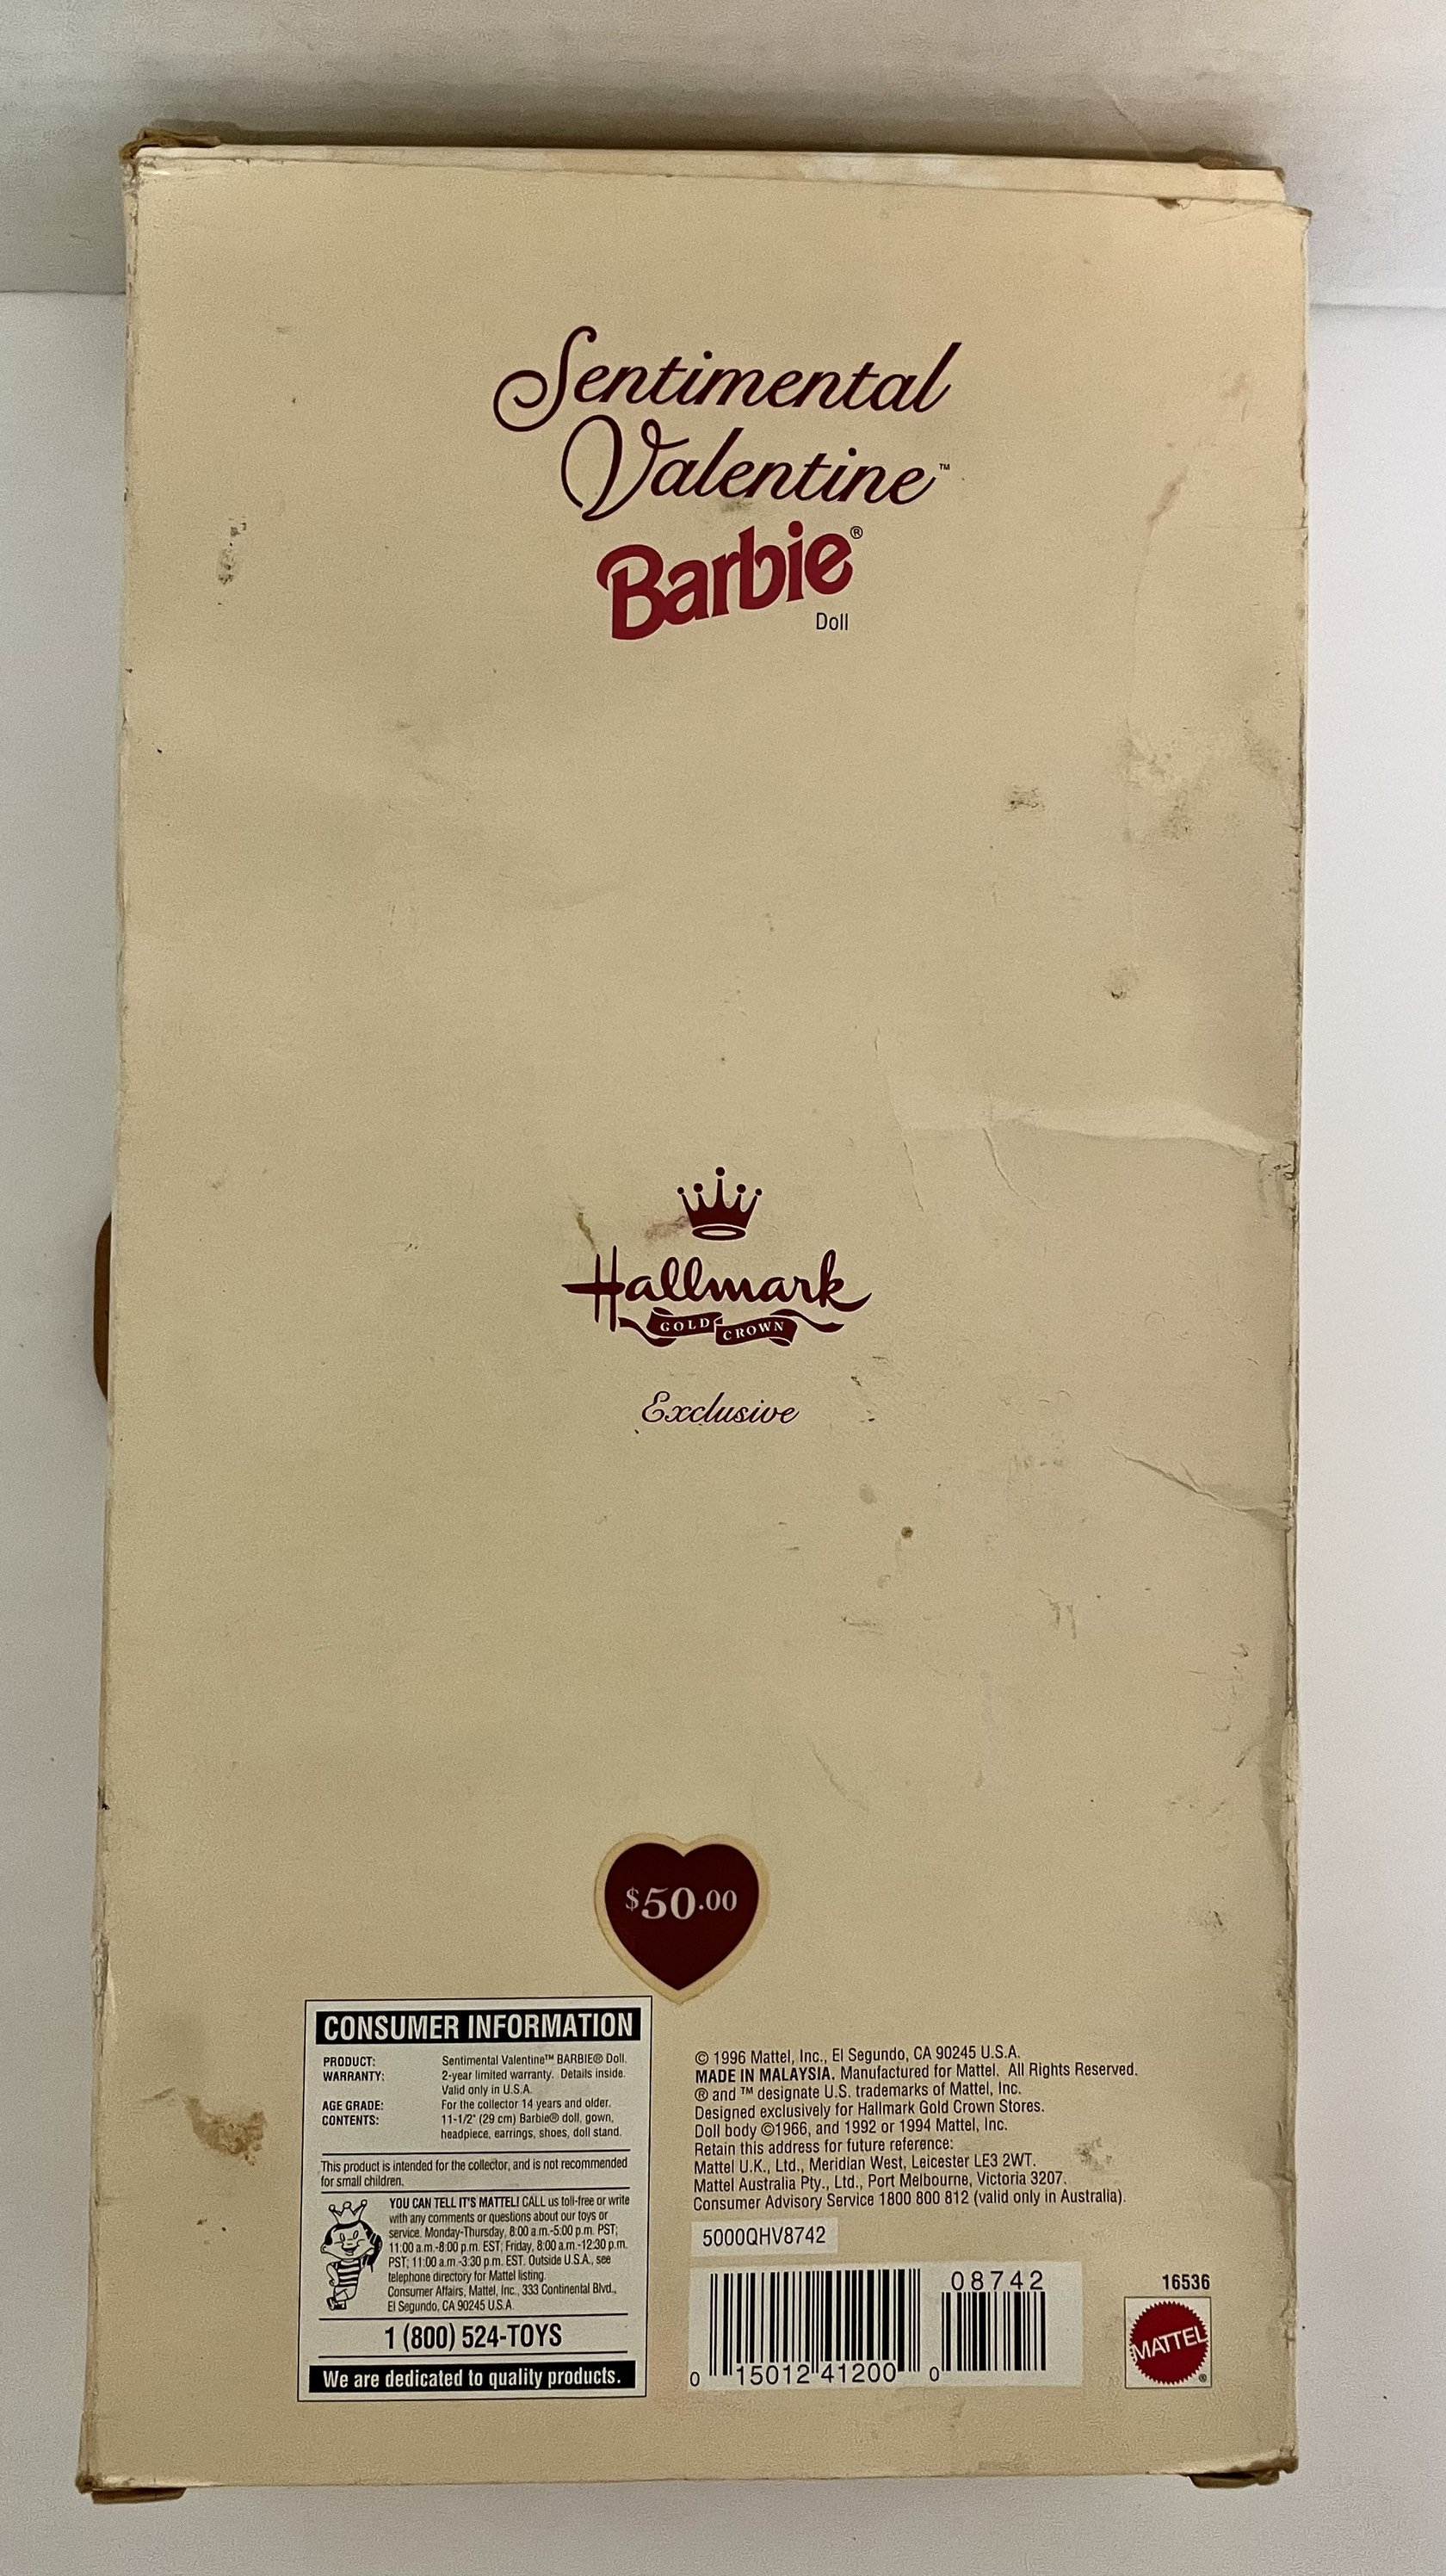 Sentimental
Valentine™
Barbie®
Doll
Hallmark
GOLD CROWN
Exclusive
$50.00
CONSUMER INFORMATION
PRODUCT: Sentimental Valentine™ BARBIE® Doll.
WARRANTY: 2-year limited warranty. Details inside.
Valid only in U.S.A.
AGE GRADE: For the collector 14 years and older.
CONTENTS: 11-1/2" (29 cm) Barbie® doll, gown,
headpiece, earrings, shoes, doll stand.
This product is intended for the collector, and is not recommended
for small children.
YOU CAN TELL IT'S MATTEL! CALL us toll-free or write
with any comments or questions about our toys or
service. Monday-Thursday, 8:00 a.m.-5:00 p.m. PST;
11:00 a.m.-8:00 p.m. EST; Friday, 8:00 a.m.-12:30 p.m.
PST; 11:00 a.m.-3:30 p.m. EST. Outside U.S.A., see
telephone directory for Mattel listing.
Consumer Affairs, Mattel, Inc., 333 Continental Blvd.,
El Segundo, CA 90245 U.S.A.
1 (800) 524-TOYS
We are dedicated to quality products.
© 1996 Mattel, Inc., El Segundo, CA 90245 U.S.A.
MADE IN MALAYSIA. Manufactured for Mattel. All Rights Reserved.
® and ™ designate U.S. trademarks of Mattel, Inc.
Designed exclusively for Hallmark Gold Crown Stores.
Doll body ©1966, and 1992 or 1994 Mattel, Inc.
Retain this address for future reference:
Mattel U.K., Ltd., Meridian West, Leicester LE3 2WT.
Mattel Australia Pty., Ltd., Port Melbourne, Victoria 3207.
Consumer Advisory Service 1800 800 812 (valid only in Australia).
5000QHV8742
08742
0 15012 41200 0
16536
MATTEL®